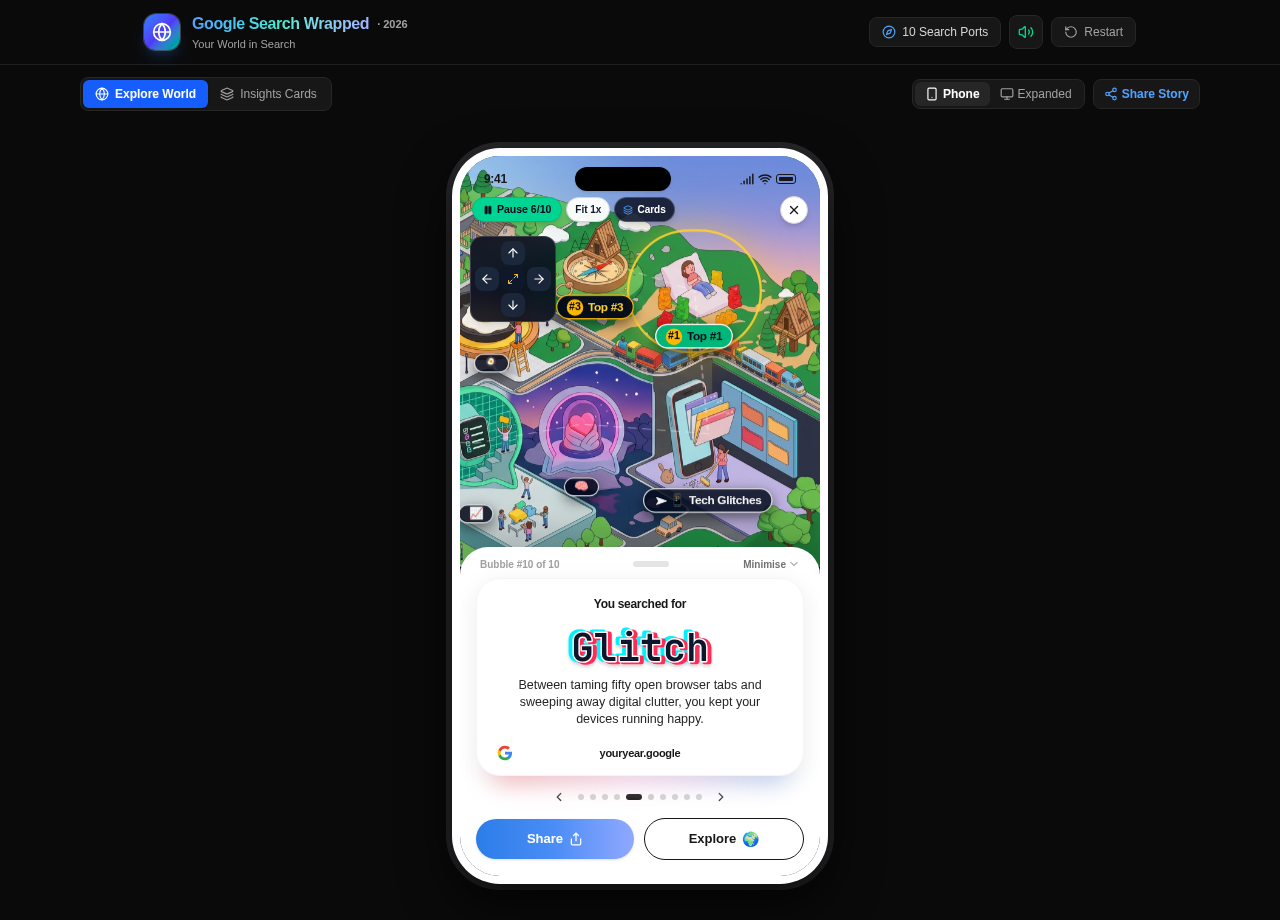 Google Search Wrapped · 2026
Your World in Search
10 Search Ports
Restart
Explore World
Insights Cards
Phone
Expanded
Share Story
9:41
Pause 6/10
Fit 1x
Cards
#3 Top #3
#1 Top #1
Tech Glitches
Bubble #10 of 10
Minimise
You searched for
Glitch
Between taming fifty open browser tabs and
sweeping away digital clutter, you kept your
devices running happy.
youryear.google
Share
Explore